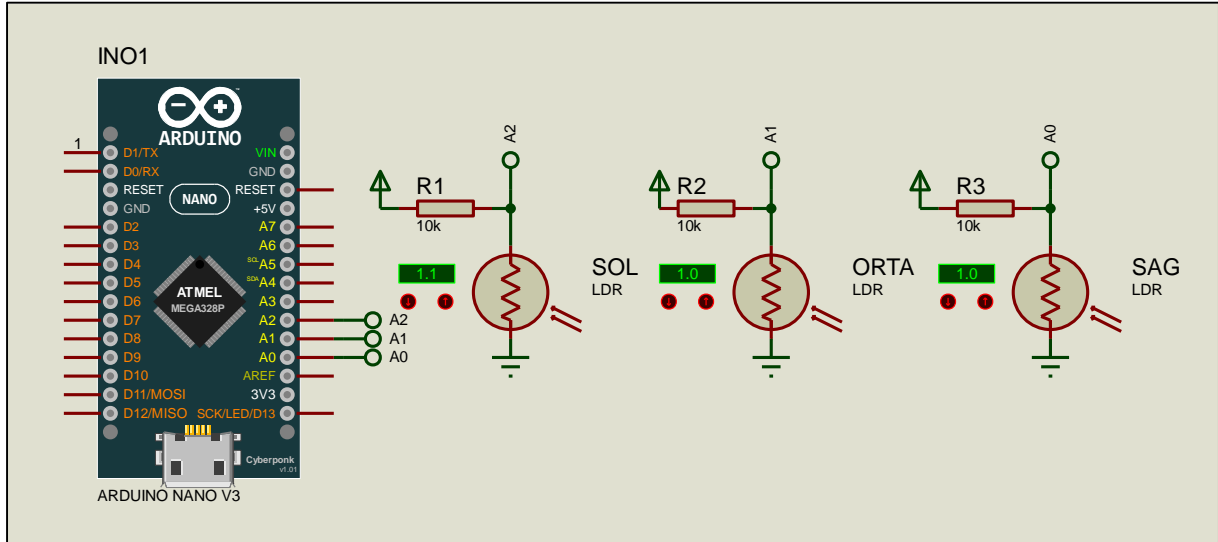 INO1
ARDUINO
NANO
ATMEL
MEGA328P
1
D1/TX
D0/RX
RESET
GND
D2
D3
D4
D5
D6
D7
D8
D9
D10
D11/MOSI
D12/MISO
VIN
GND
RESET
+5V
A7
A6
SCL A5
SDA A4
A3
A2
A1
A0
AREF
3V3
SCK/LED/D13
Cyberponk
v1.01
ARDUINO NANO V3
A2
A1
A0
A2
R1
10k
1.1
SOL
LDR
A1
R2
10k
1.0
ORTA
LDR
A0
R3
10k
1.0
SAG
LDR